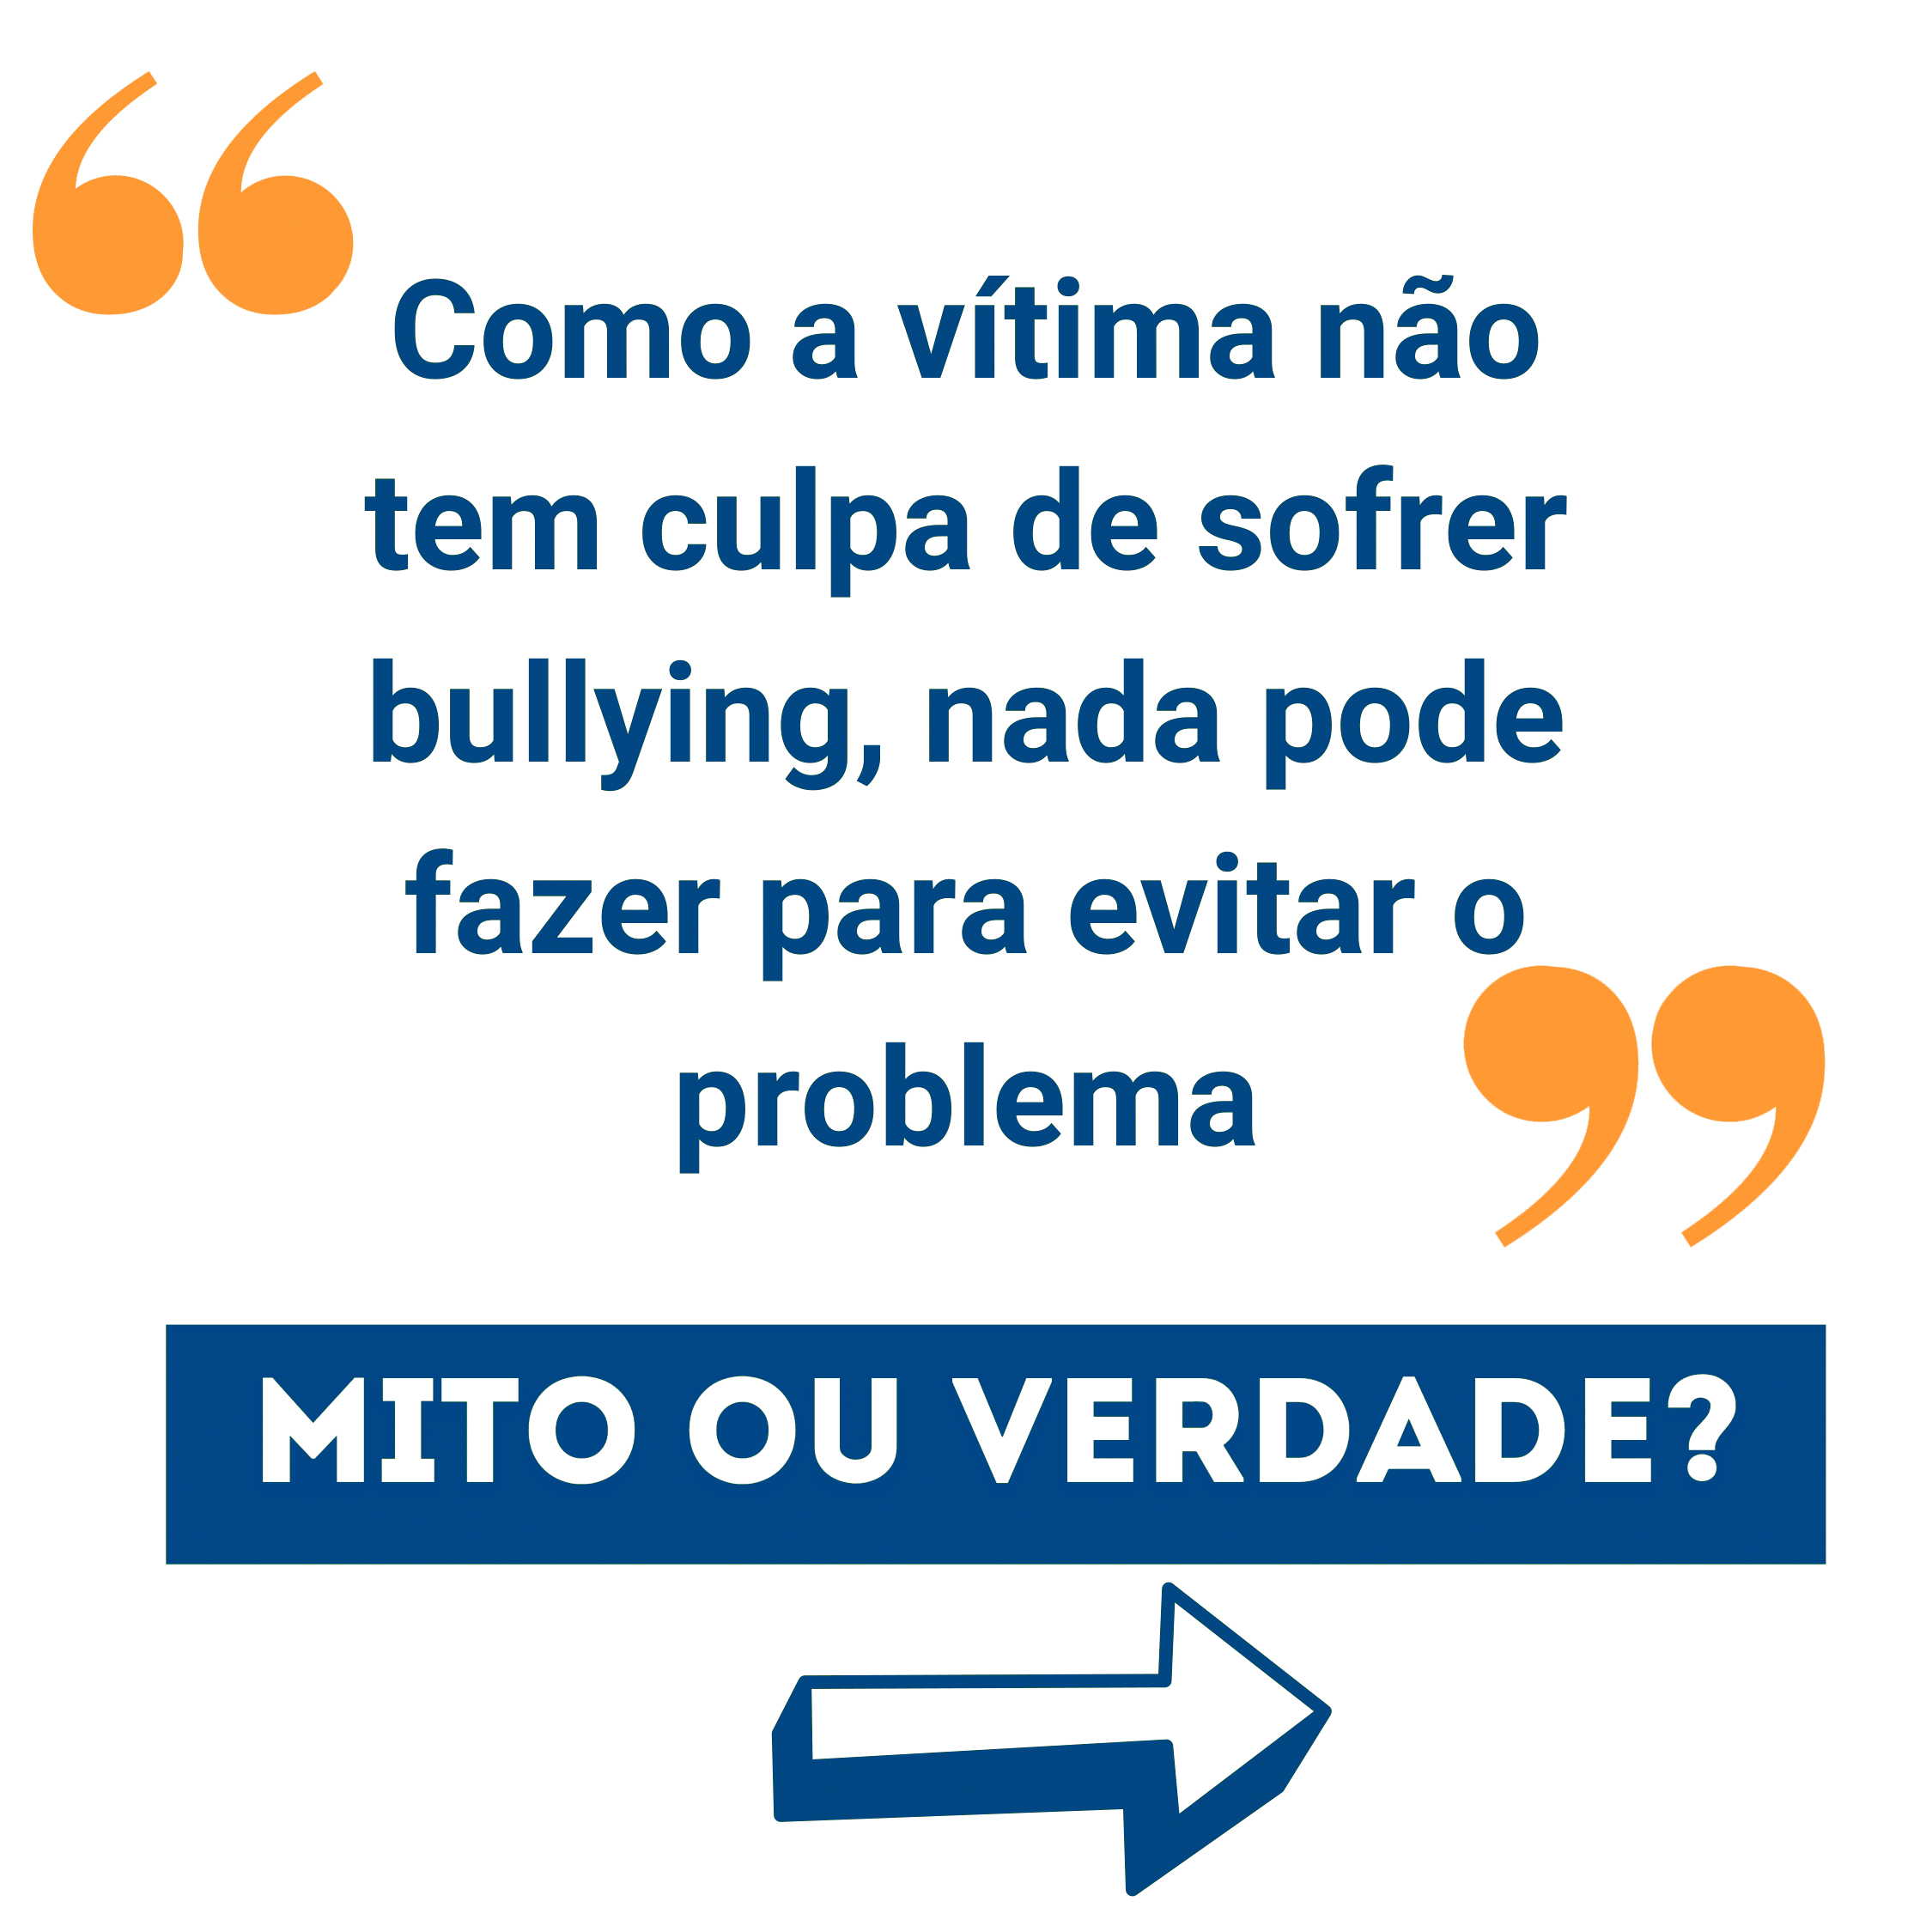 Como a vítima não
tem culpa de sofrer
bullying, nada pode
fazer para evitar o
problema
MITO OU VERDADE?